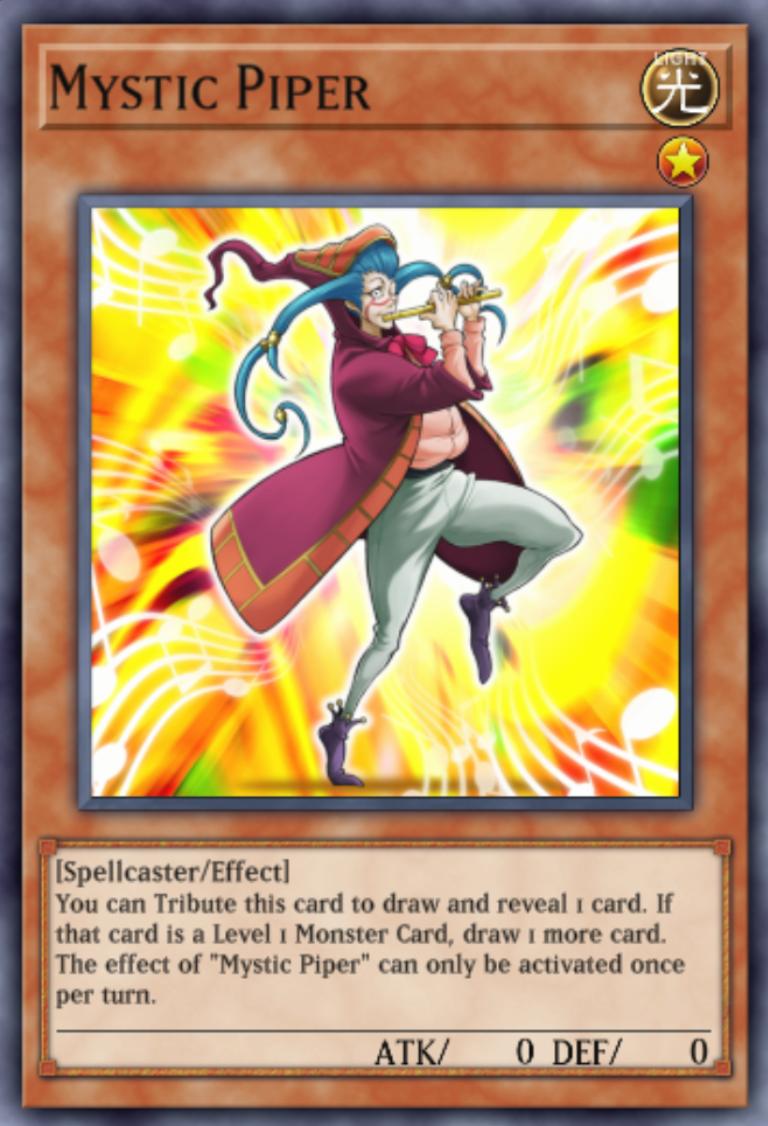 Mystic Piper
LIGHT
光
[Spellcaster/Effect]
You can Tribute this card to draw and reveal 1 card. If
that card is a Level 1 Monster Card, draw 1 more card.
The effect of "Mystic Piper" can only be activated once
per turn.
ATK/ 0 DEF/ 0